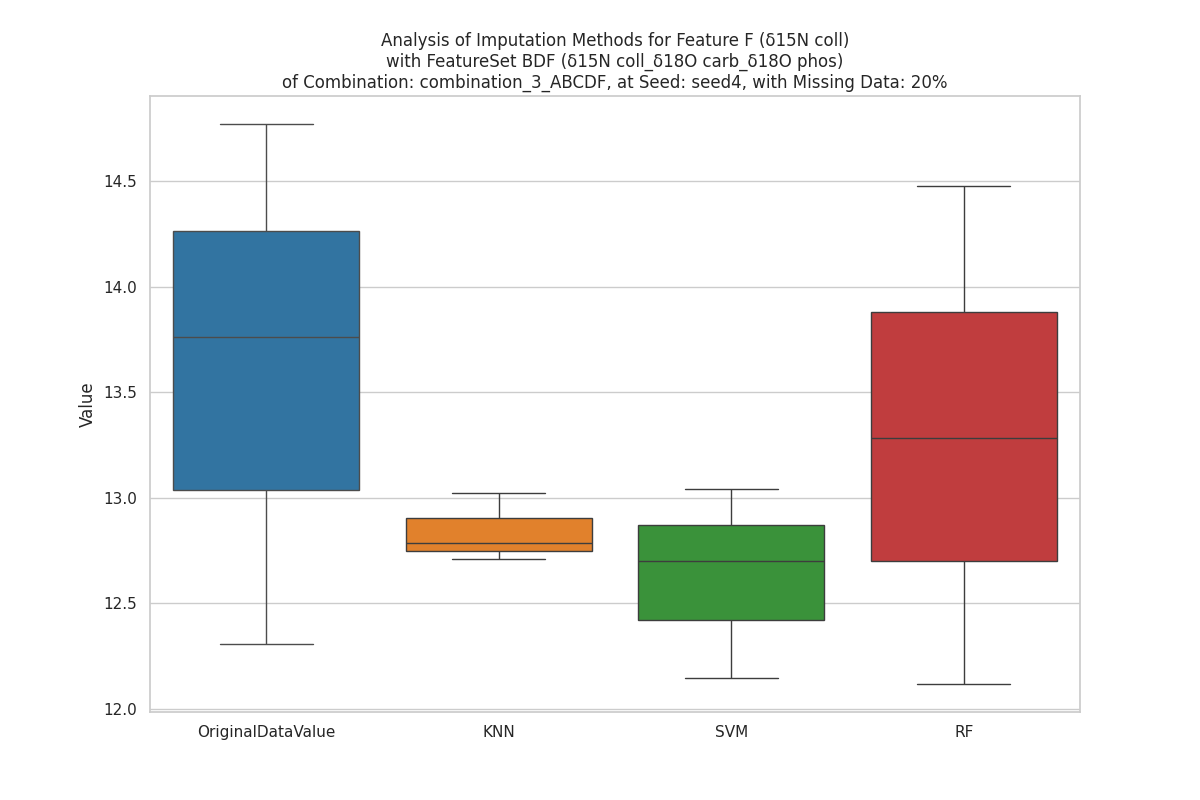 Analysis of Imputation Methods for Feature F (δ15N coll)
with FeatureSet BDF (δ15N coll_δ18O carb_δ18O phos)
of Combination: combination_3_ABCDF, at Seed: seed4, with Missing Data: 20%
Value
14.5
14.0
13.5
13.0
12.5
12.0
OriginalDataValue
KNN
SVM
RF